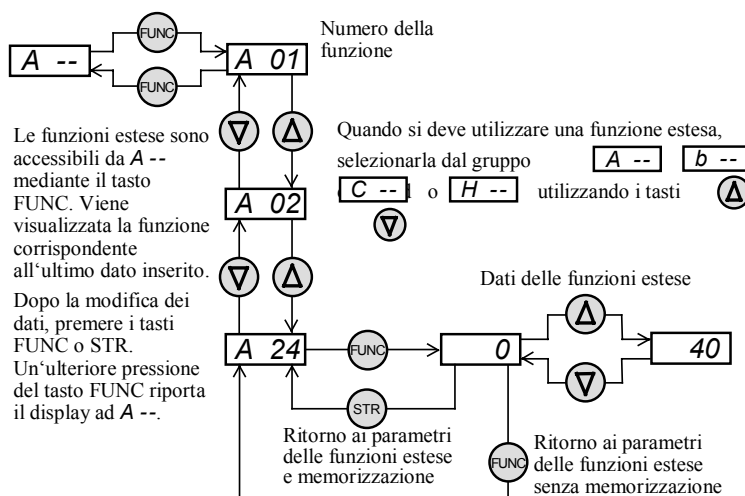 FUNC
Numero della
funzione
A --
A 01
FUNC
Le funzioni estese sono
accessibili da A --
mediante il tasto
FUNC. Viene
visualizzata la funzione
corrispondente
all'ultimo dato inserito.
Dopo la modifica dei
dati, premere i tasti
FUNC o STR.
Un'ulteriore pressione
del tasto FUNC riporta
il display ad A --.
Quando si deve utilizzare una funzione estesa,
selezionarla dal gruppo A -- b --
C -- o H -- utilizzando i tasti
A 02
Dati delle funzioni estese
A 24
FUNC
0
40
STR
Ritorno ai parametri
delle funzioni estese
e memorizzazione
FUNC
Ritorno ai parametri
delle funzioni estese
senza memorizzazione